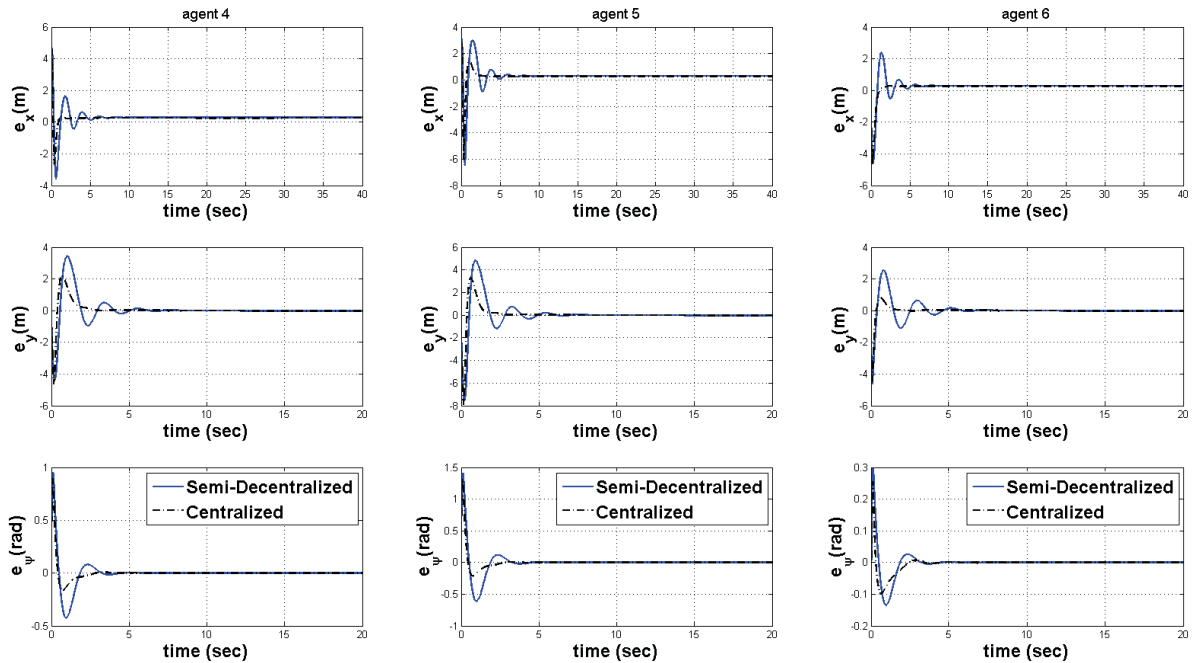 agent 4
e_x(m)
6
4
2
0
-2
-4
0 5 10 15 20 25 30 35 40
time (sec)
agent 5
e_x(m)
4
2
0
-2
-4
-6
-8
0 5 10 15 20 25 30 35 40
time (sec)
agent 6
e_x(m)
4
2
0
-2
-4
-6
0 5 10 15 20 25 30 35 40
time (sec)
e_y(m)
4
2
0
-2
-4
-6
0 5 10 15 20
time (sec)
e_y(m)
6
4
2
0
-2
-4
-6
-8
0 5 10 15 20
time (sec)
e_y(m)
4
2
0
-2
-4
-6
0 5 10 15 20
time (sec)
e_ψ(rad)
1
0.5
0
-0.5
Semi-Decentralized
Centralized
0 5 10 15 20
time (sec)
e_ψ(rad)
1.5
1
0.5
0
-0.5
-1
Semi-Decentralized
Centralized
0 5 10 15 20
time (sec)
e_ψ(rad)
0.3
0.2
0.1
0
-0.1
-0.2
Semi-Decentralized
Centralized
0 5 10 15 20
time (sec)